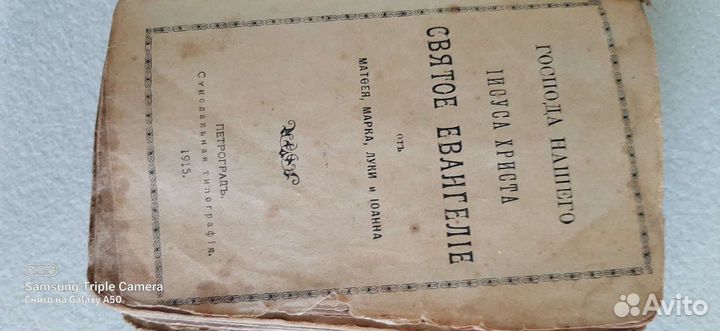 ГОСПОДА НАШЕГО
ІИСУСА ХРИСТА
СВЯТОЕ ЕВАНГЕЛІЕ
отъ
МАТѲЕЯ, МАРКА, ЛУКИ и ІОАННА
ПЕТРОГРАДЪ.
Сѵнодальная типографія.
1915.
Samsung Triple Camera
Снято на Galaxy A50
Avito